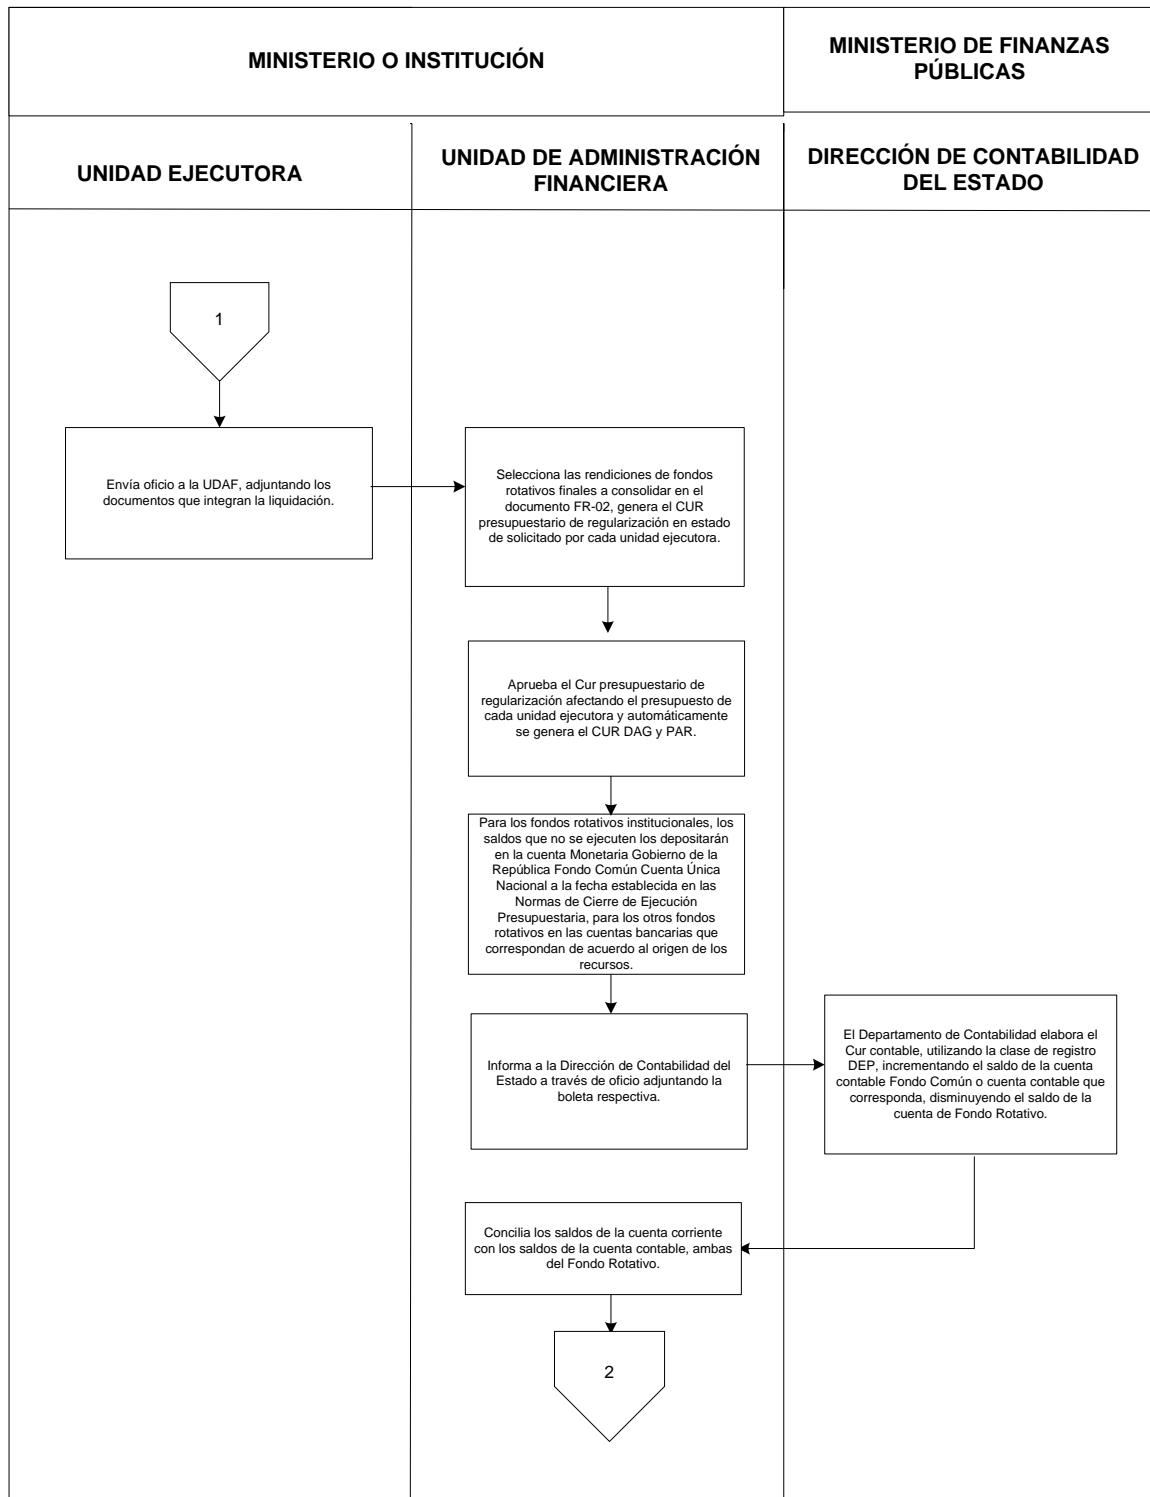 MINISTERIO O INSTITUCIÓN
MINISTERIO DE FINANZAS
PÚBLICAS
UNIDAD EJECUTORA
UNIDAD DE ADMINISTRACIÓN
FINANCIERA
DIRECCIÓN DE CONTABILIDAD
DEL ESTADO
1
Envía oficio a la UDAF, adjuntando los
documentos que integran la liquidación.
Selecciona las rendiciones de fondos
rotativos finales a consolidar en el
documento FR-02, genera el CUR
presupuestario de regularización en estado
de solicitado por cada unidad ejecutora.
Aprueba el Cur presupuestario de
regularización afectando el presupuesto de
cada unidad ejecutora y automáticamente
se genera el CUR DAG y PAR.
Para los fondos rotativos institucionales, los
saldos que no se ejecuten los depositarán
en la cuenta Monetaria Gobierno de la
República Fondo Común Cuenta Única
Nacional a la fecha establecida en las
Normas de Cierre de Ejecución
Presupuestaria, para los otros fondos
rotativos en las cuentas bancarias que
correspondan de acuerdo al origen de los
recursos.
Informa a la Dirección de Contabilidad del
Estado a través de oficio adjuntando la
boleta respectiva.
El Departamento de Contabilidad elabora el
Cur contable, utilizando la clase de registro
DEP, incrementando el saldo de la cuenta
contable Fondo Común o cuenta contable que
corresponda, disminuyendo el saldo de la
cuenta de Fondo Rotativo.
Concilia los saldos de la cuenta corriente
con los saldos de la cuenta contable, ambas
del Fondo Rotativo.
2